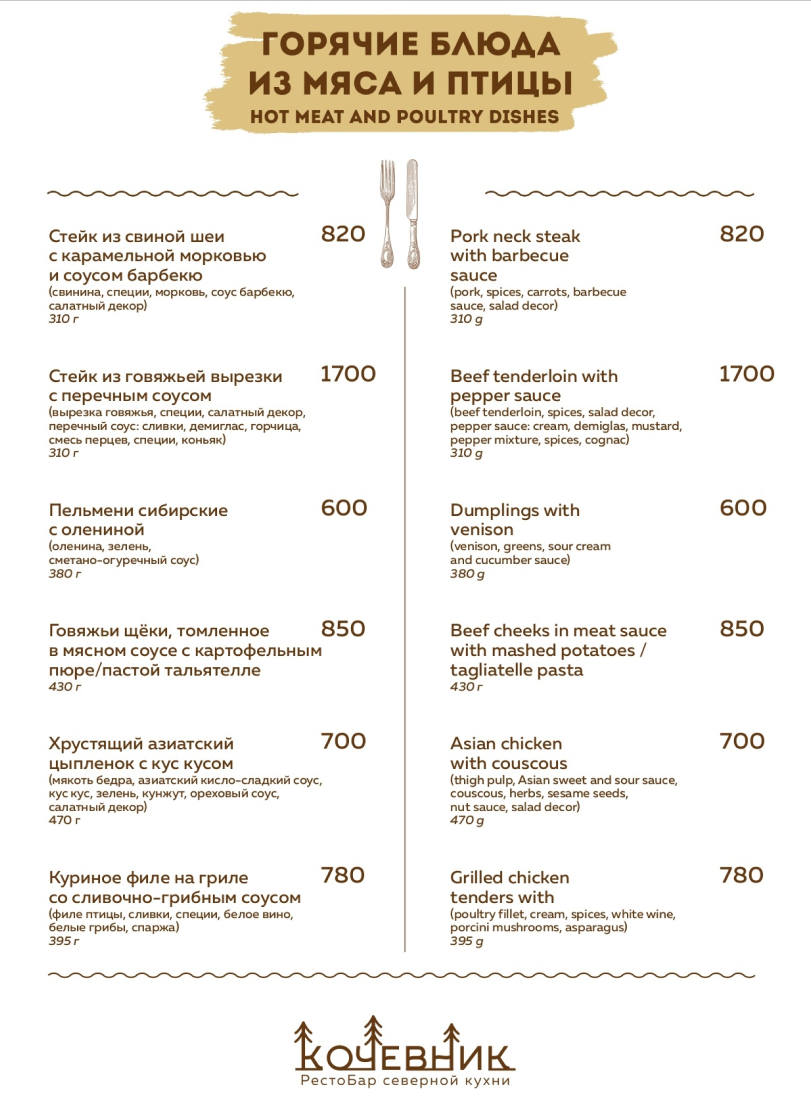 ГОРЯЧИЕ БЛЮДА
ИЗ МЯСА И ПТИЦЫ
HOT MEAT AND POULTRY DISHES
Стейк из свиной шеи 820
с карамельной морковью
и соусом барбекю
(свинина, специи, морковь, соус барбекю,
салатный декор)
310 г
Стейк из говяжьей вырезки 1700
с перечным соусом
(вырезка говяжья, специи, салатный декор,
перечный соус: сливки, демиглас, горчица,
смесь перцев, специи, коньяк)
310 г
Пельмени сибирские 600
с олениной
(оленина, зелень,
сметано-огуречный соус)
380 г
Говяжьи щёки, томленное 850
в мясном соусе с картофельным
пюре/пастой тальятелле
430 г
Хрустящий азиатский 700
цыпленок с кус кусом
(мякоть бедра, азиатский кисло-сладкий соус,
кус кус, зелень, кунжут, ореховый соус,
салатный декор)
470 г
Куриное филе на гриле 780
со сливочно-грибным соусом
(филе птицы, сливки, специи, белое вино,
белые грибы, спаржа)
395 г
Pork neck steak 820
with barbecue
sauce
(pork, spices, carrots, barbecue
sauce, salad decor)
310 g
Beef tenderloin with 1700
pepper sauce
(beef tenderloin, spices, salad decor,
pepper sauce: cream, demiglas, mustard,
pepper mixture, spices, cognac)
310 g
Dumplings with 600
venison
(venison, greens, sour cream
and cucumber sauce)
380 g
Beef cheeks in meat sauce 850
with mashed potatoes /
tagliatelle pasta
430 г
Asian chicken 700
with couscous
(thigh pulp, Asian sweet and sour sauce,
couscous, herbs, sesame seeds,
nut sauce, salad decor)
470 g
Grilled chicken 780
tenders with
(poultry fillet, cream, spices, white wine,
porcini mushrooms, asparagus)
395 g
КОЧЕВНИК
РестоБар северной кухни